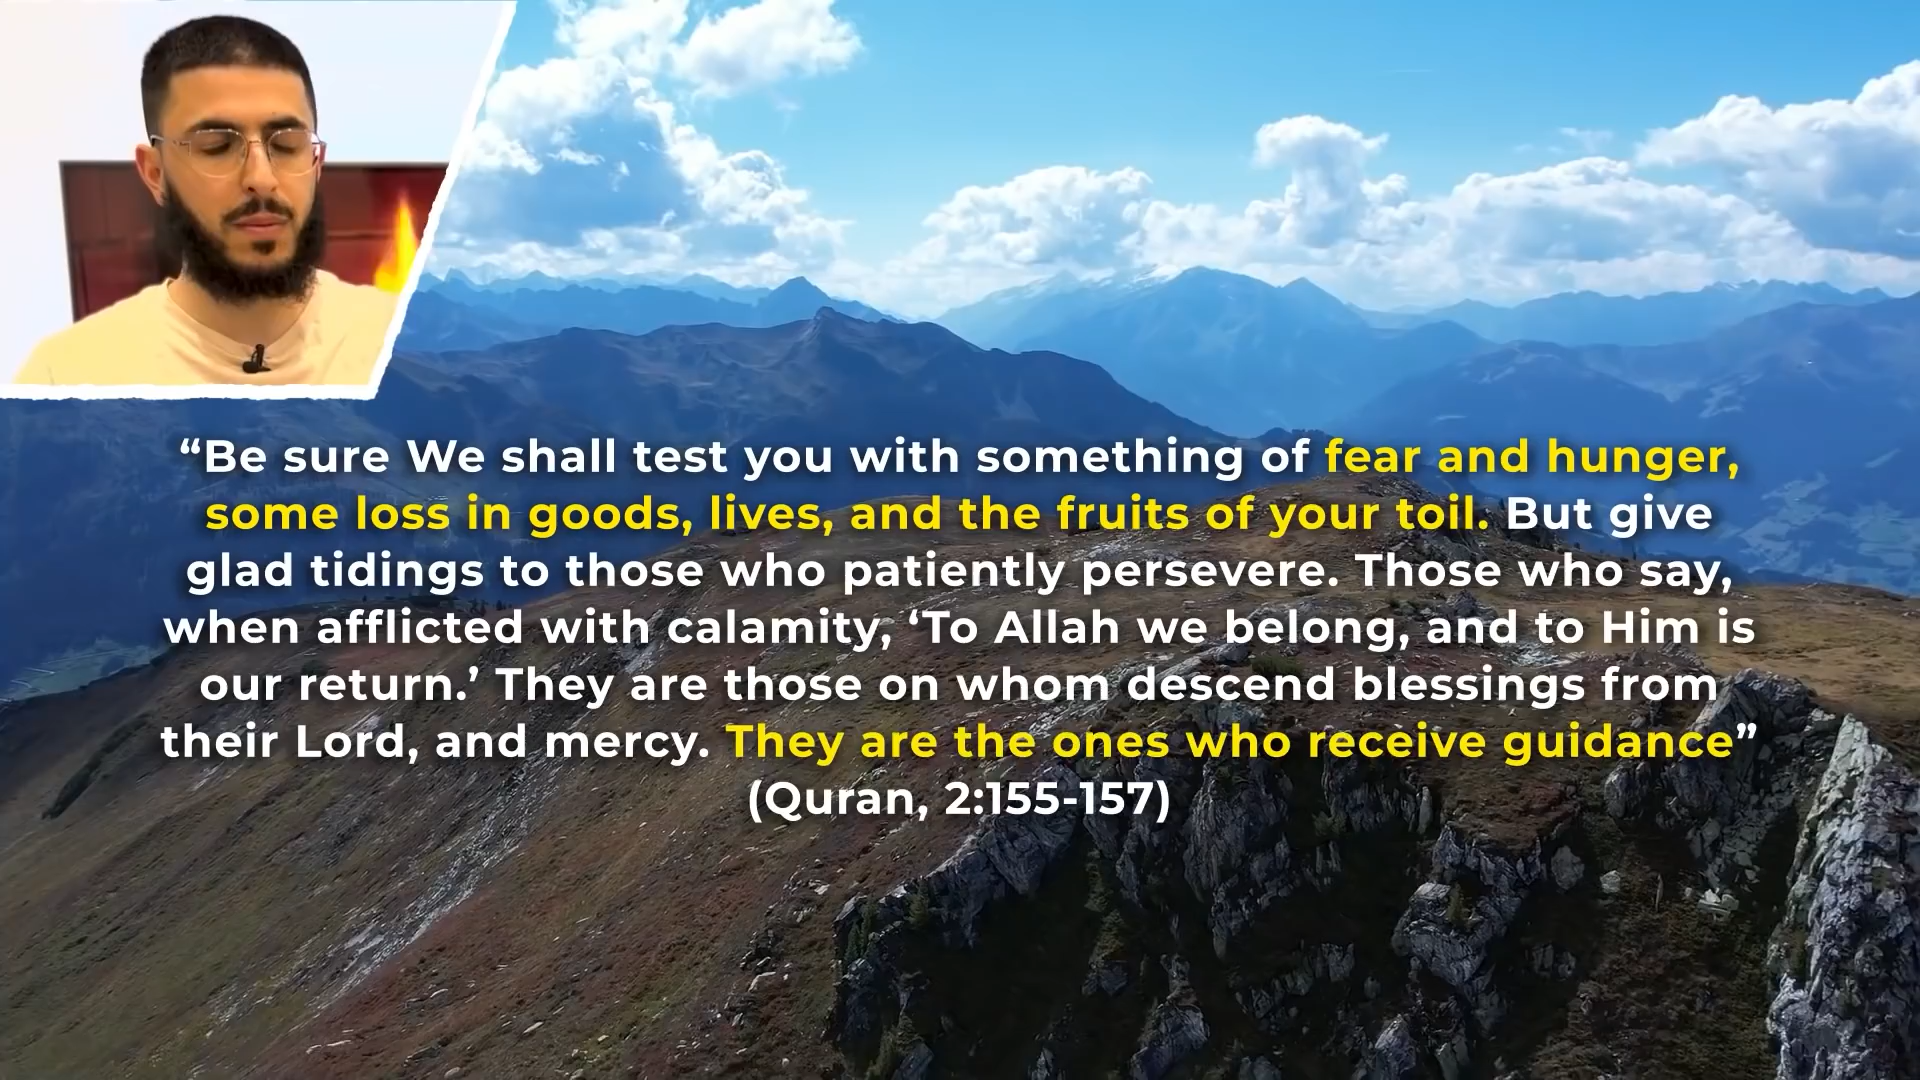 “Be sure We shall test you with something of fear and hunger,
some loss in goods, lives, and the fruits of your toil. But give
glad tidings to those who patiently persevere. Those who say,
when afflicted with calamity, ‘To Allah we belong, and to Him is
our return.’ They are those on whom descend blessings from
their Lord, and mercy. They are the ones who receive guidance”
(Quran, 2:155-157)